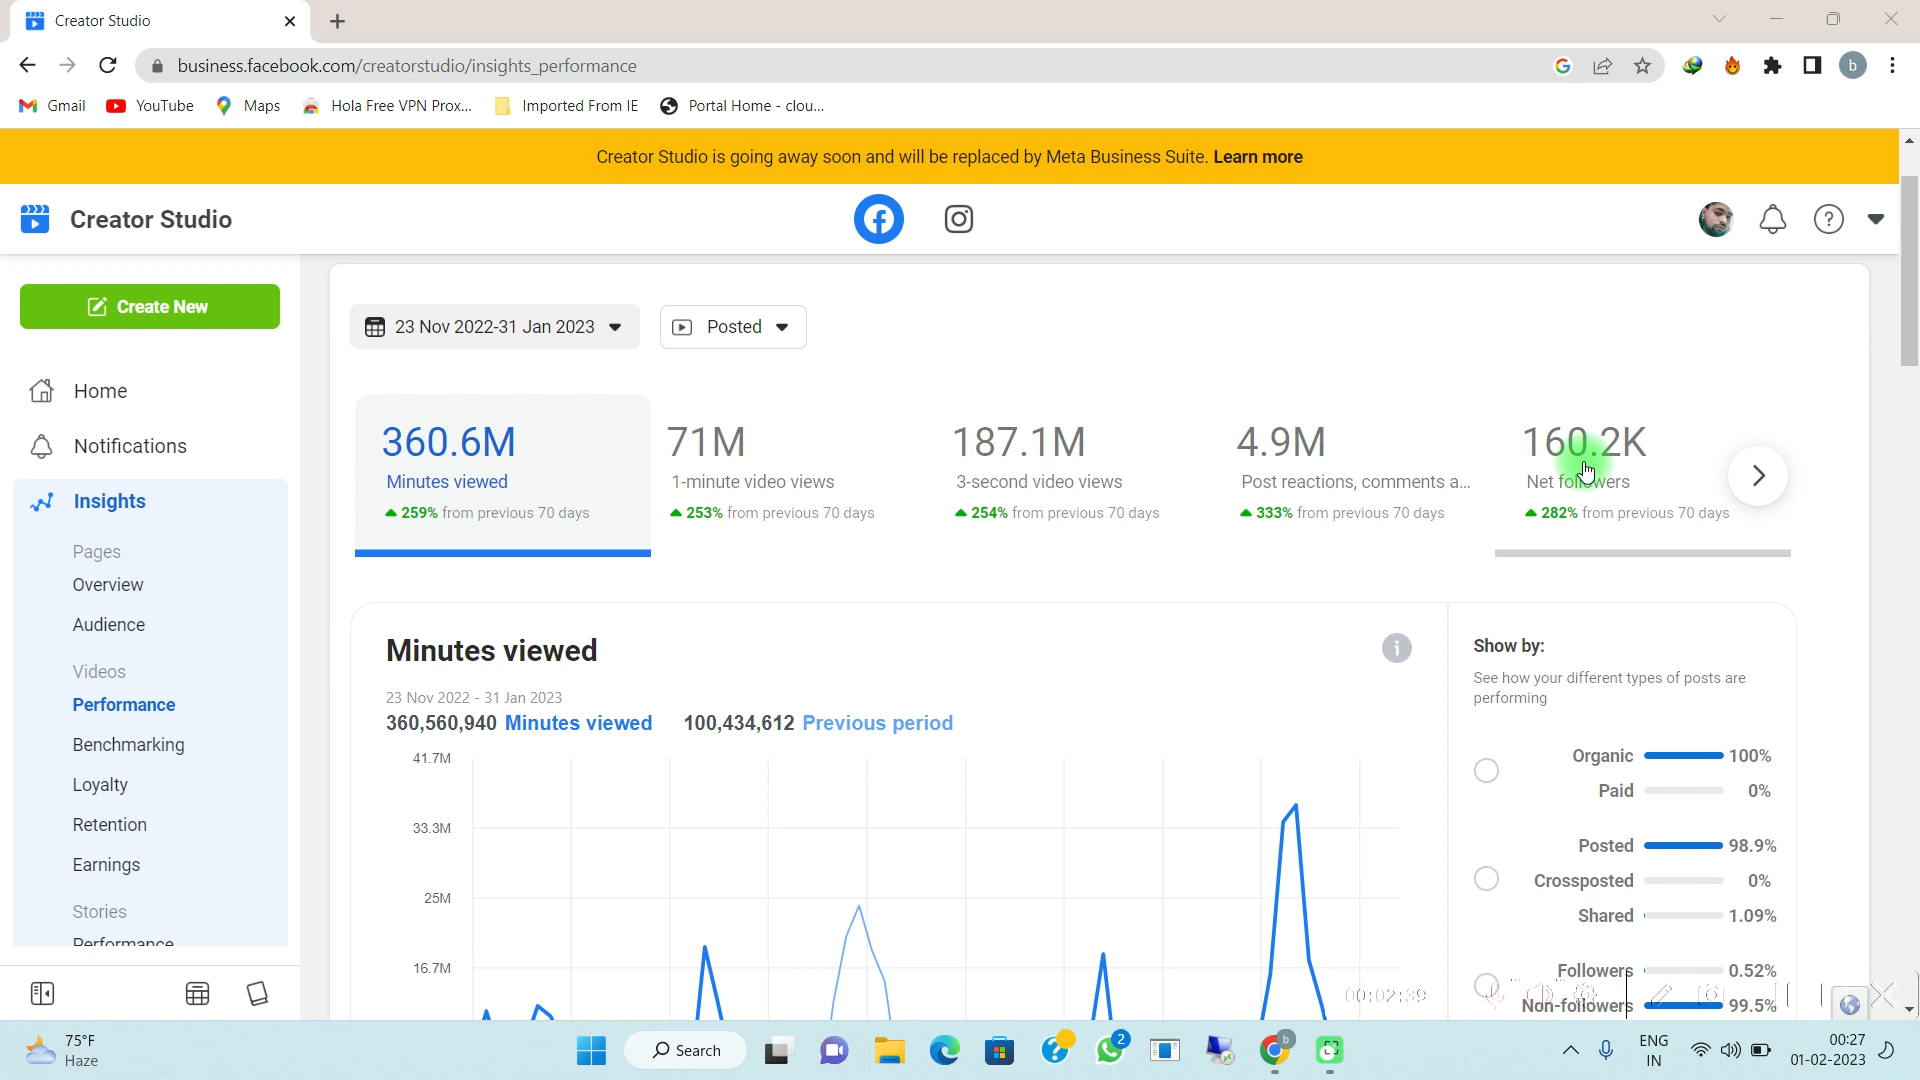 Creator Studio
business.facebook.com/creatorstudio/insights_performance
b
Gmail
YouTube
Maps
Hola Free VPN Prox...
Imported From IE
Portal Home - clou...
Creator Studio is going away soon and will be replaced by Meta Business Suite. Learn more
Creator Studio
Create New
Home
Notifications
Insights
Pages
Overview
Audience
Videos
Performance
Benchmarking
Loyalty
Retention
Earnings
Stories
Performance
23 Nov 2022-31 Jan 2023
Posted
360.6M
Minutes viewed
259% from previous 70 days
71M
1-minute video views
253% from previous 70 days
187.1M
3-second video views
254% from previous 70 days
4.9M
Post reactions, comments a...
333% from previous 70 days
160.2K
Net followers
282% from previous 70 days
Minutes viewed
23 Nov 2022 - 31 Jan 2023
360,560,940 Minutes viewed 100,434,612 Previous period
41.7M
33.3M
25M
16.7M
Show by:
See how your different types of posts are
performing
Organic 100%
Paid 0%
Posted 98.9%
Crossposted 0%
Shared 1.09%
Followers 0.52%
Non-followers 99.5%
00:02:39
75°F
Haze
Search
2
b
ENG
IN
00:27
01-02-2023